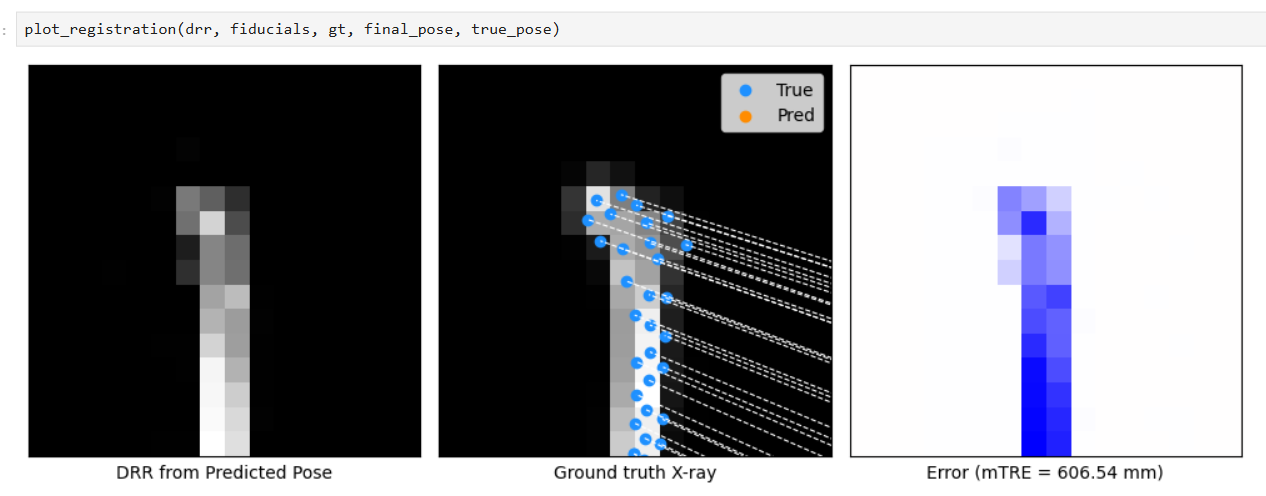 : plot_registration(drr, fiducials, gt, final_pose, true_pose)
True
Pred
DRR from Predicted Pose
Ground truth X-ray
Error (mTRE = 606.54 mm)